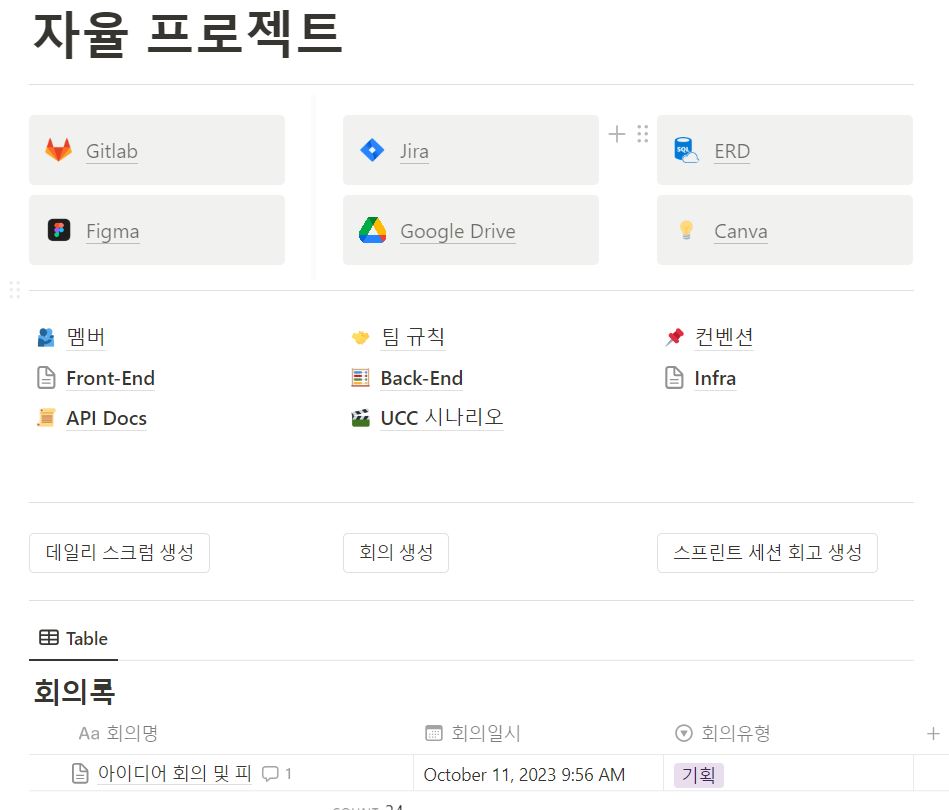 자율 프로젝트
Gitlab Jira ERD
Figma Google Drive Canva
멤버 팀 규칙 컨벤션
Front-End Back-End Infra
API Docs UCC 시나리오
데일리 스크럼 생성 회의 생성 스프린트 세션 회고 생성
Table
회의록
Aa 회의명 회의일시 회의유형
아이디어 회의 및 피 1 October 11, 2023 9:56 AM 기획